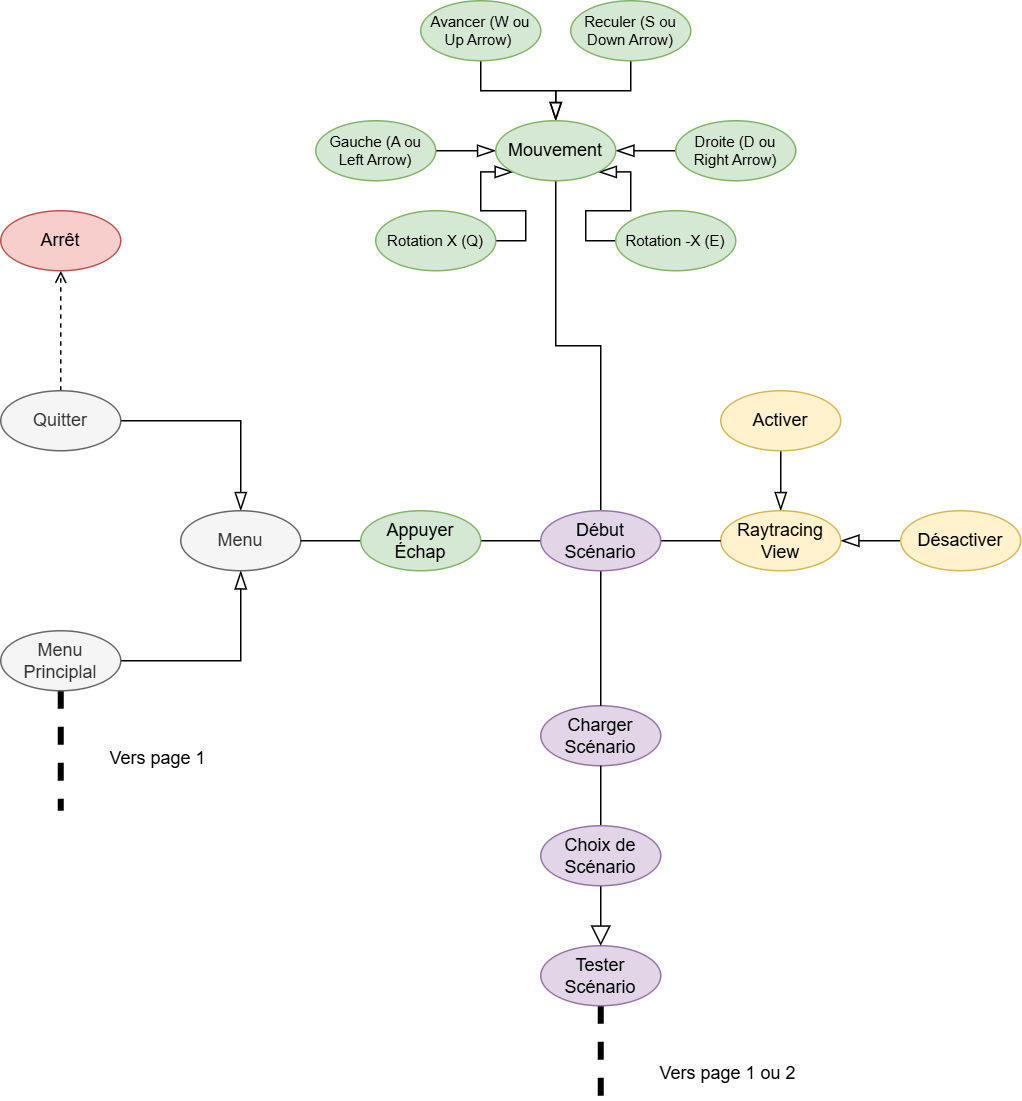 Avancer (W ou
Up Arrow)
Reculer (S ou
Down Arrow)
Gauche (A ou
Left Arrow)
Mouvement
Droite (D ou
Right Arrow)
Arrêt
Rotation X (Q)
Rotation -X (E)
Quitter
Activer
Menu
Appuyer
Échap
Début
Scénario
Raytracing
View
Désactiver
Menu
Principlal
Charger
Scénario
Vers page 1
Choix de
Scénario
Tester
Scénario
Vers page 1 ou 2